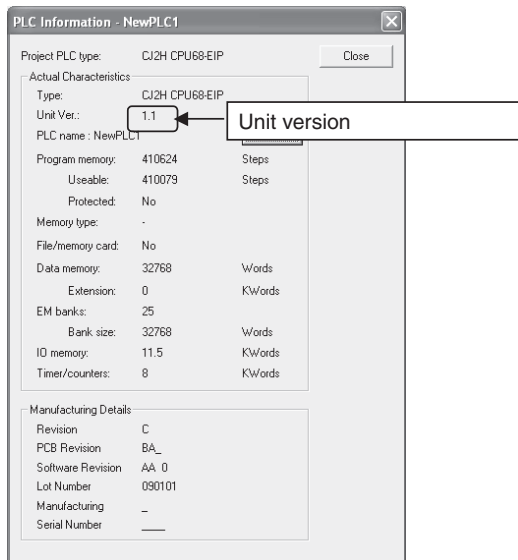 PLC Information - NewPLC1
Project PLC type: CJ2H CPU68-EIP Close
Actual Characteristics
Type: CJ2H CPU68-EIP
Unit Ver.: 1.1
Unit version
PLC name : NewPLC1
Program memory: 410624 Steps
Useable: 410079 Steps
Protected: No
Memory type: -
File/memory card: No
Data memory: 32768 Words
Extension: 0 KWords
EM banks: 25
Bank size: 32768 Words
IO memory: 11.5 KWords
Timer/counters: 8 KWords
Manufacturing Details
Revision C
PCB Revision BA_
Software Revision AA 0
Lot Number 090101
Manufacturing _
Serial Number ____